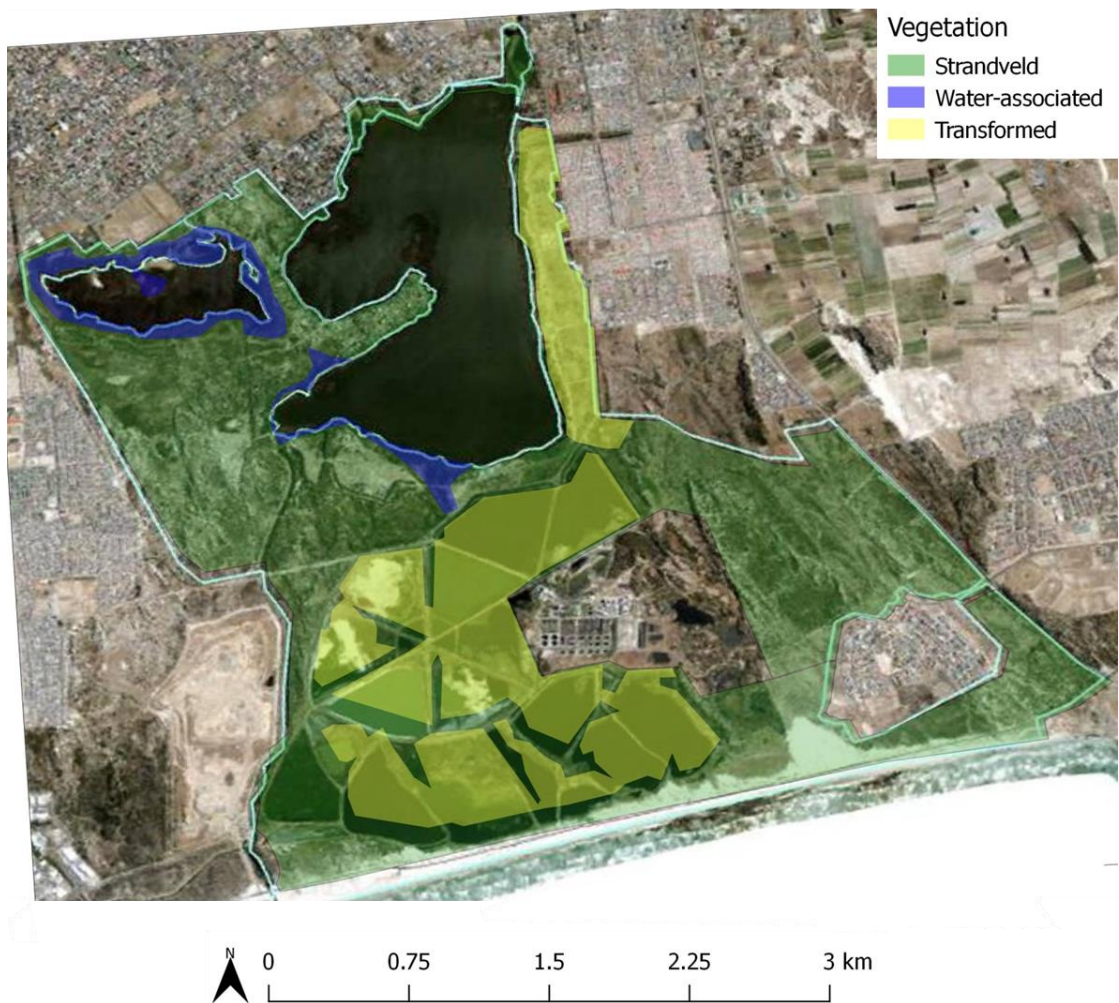 Vegetation
Strandveld
Water-associated
Transformed
N
0 0.75 1.5 2.25 3 km